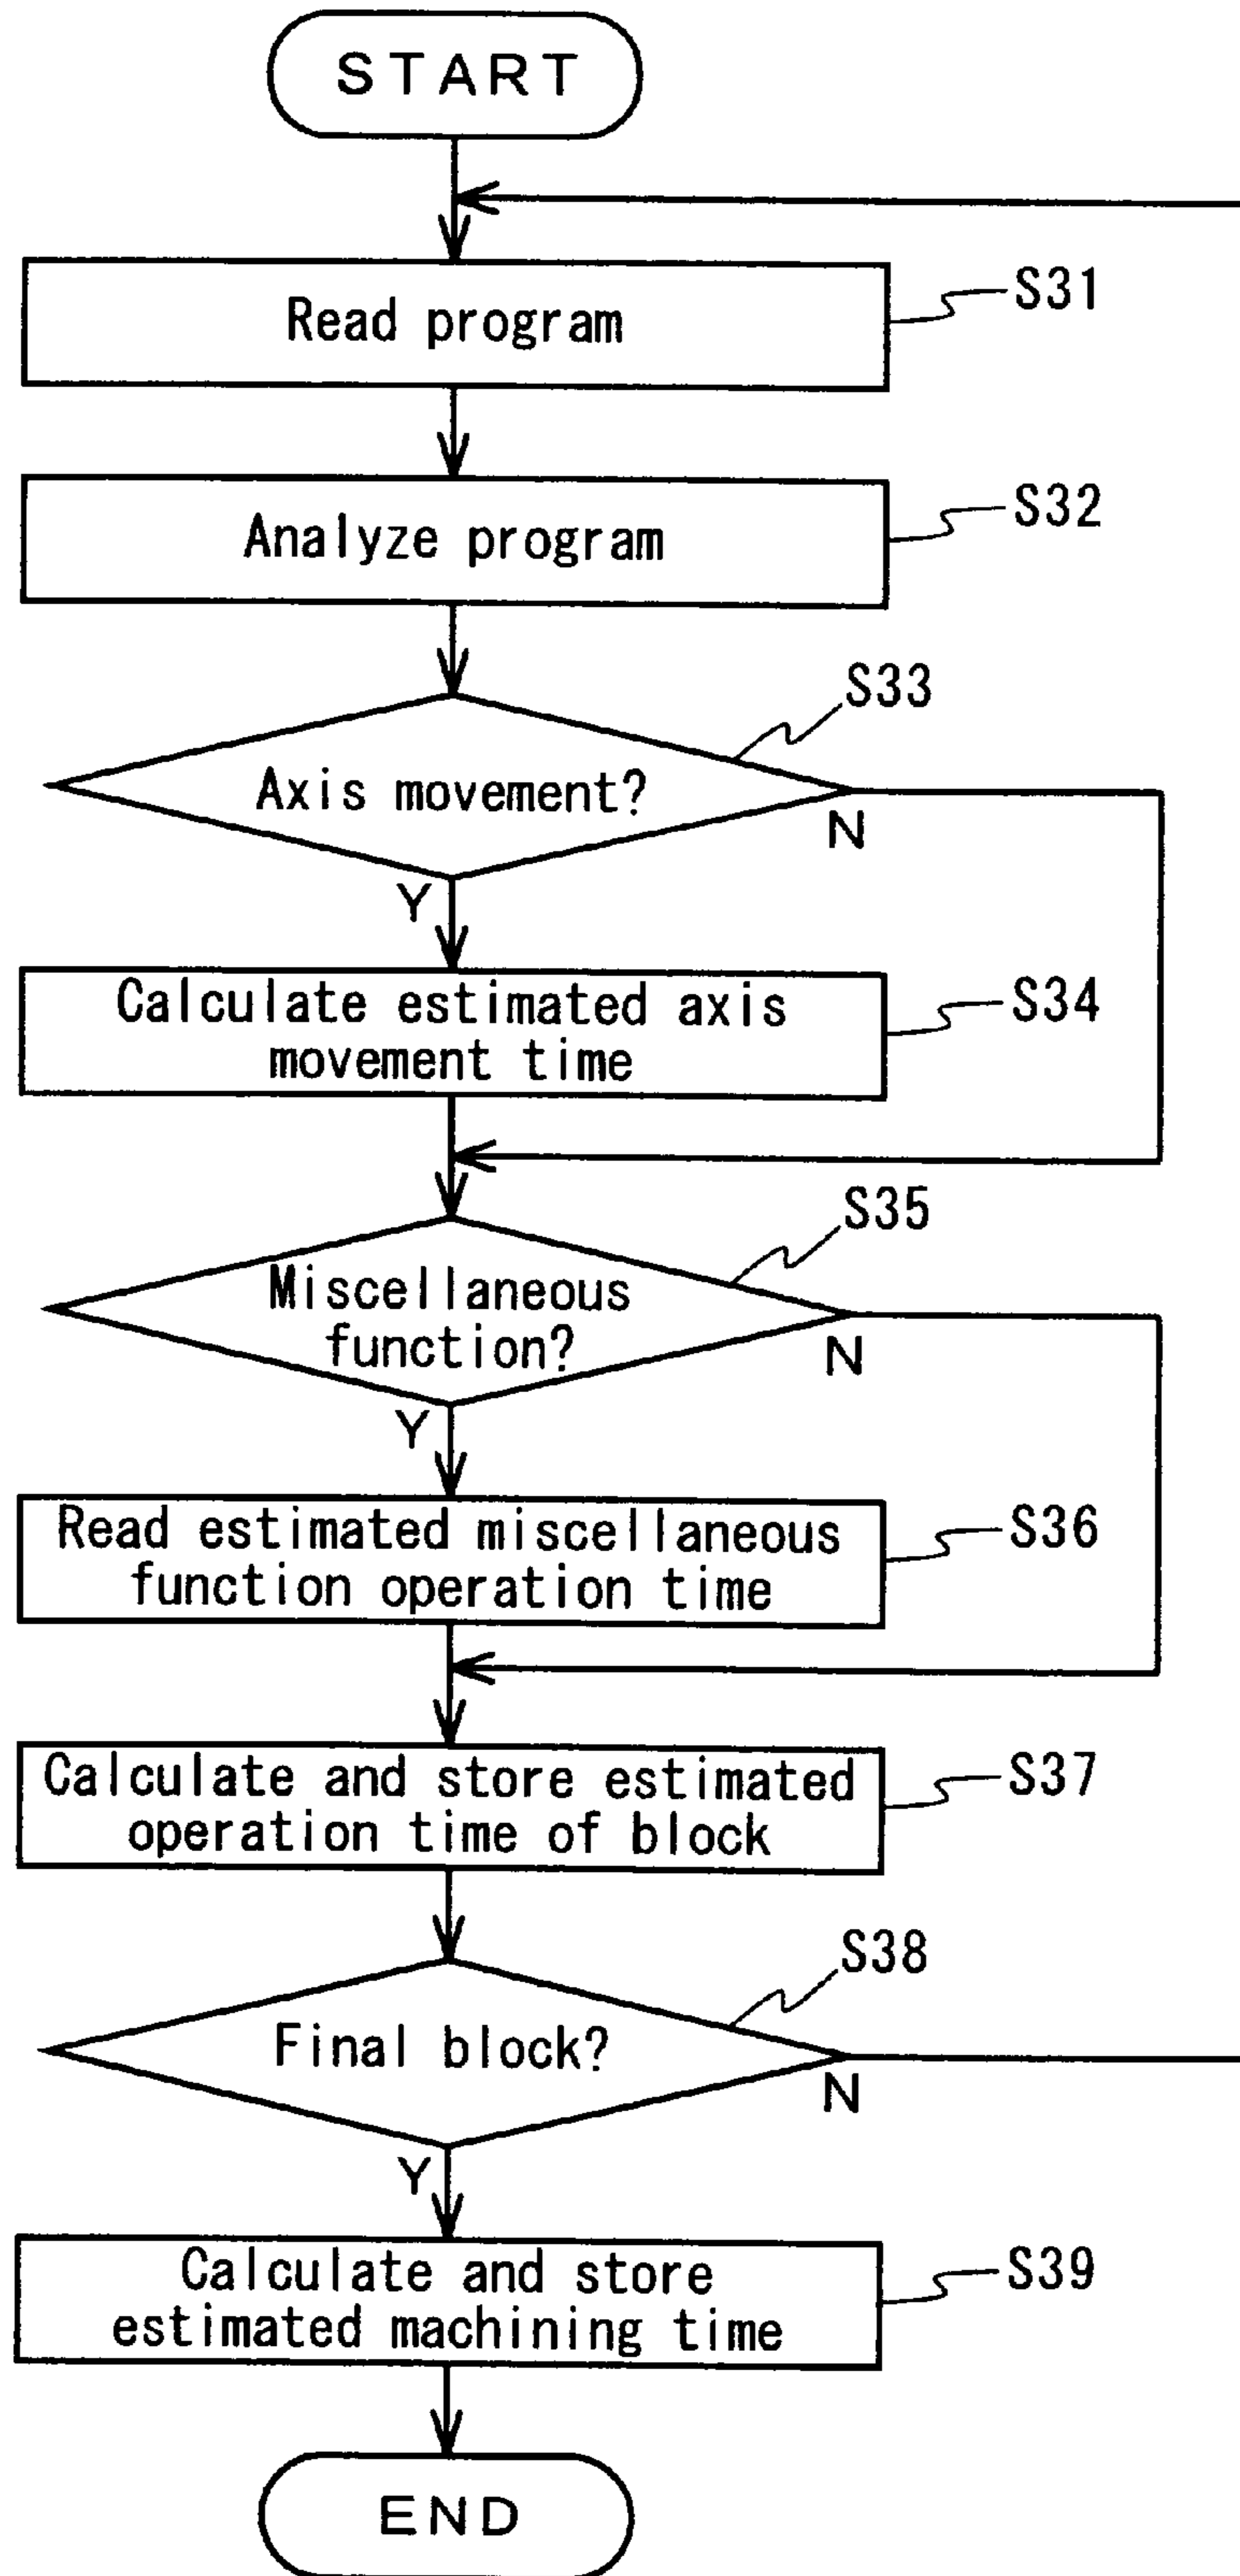 START
Read program
S31
Analyze program
S32
S33
Axis movement?
N
Y
Calculate estimated axis
movement time
S34
S35
Miscellaneous
function?
N
Y
Read estimated miscellaneous
function operation time
S36
Calculate and store estimated
operation time of block
S37
S38
Final block?
N
Y
Calculate and store
estimated machining time
S39
END